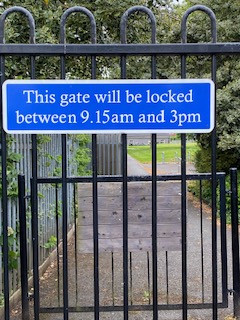 This gate will be locked
between 9.15am and 3pm